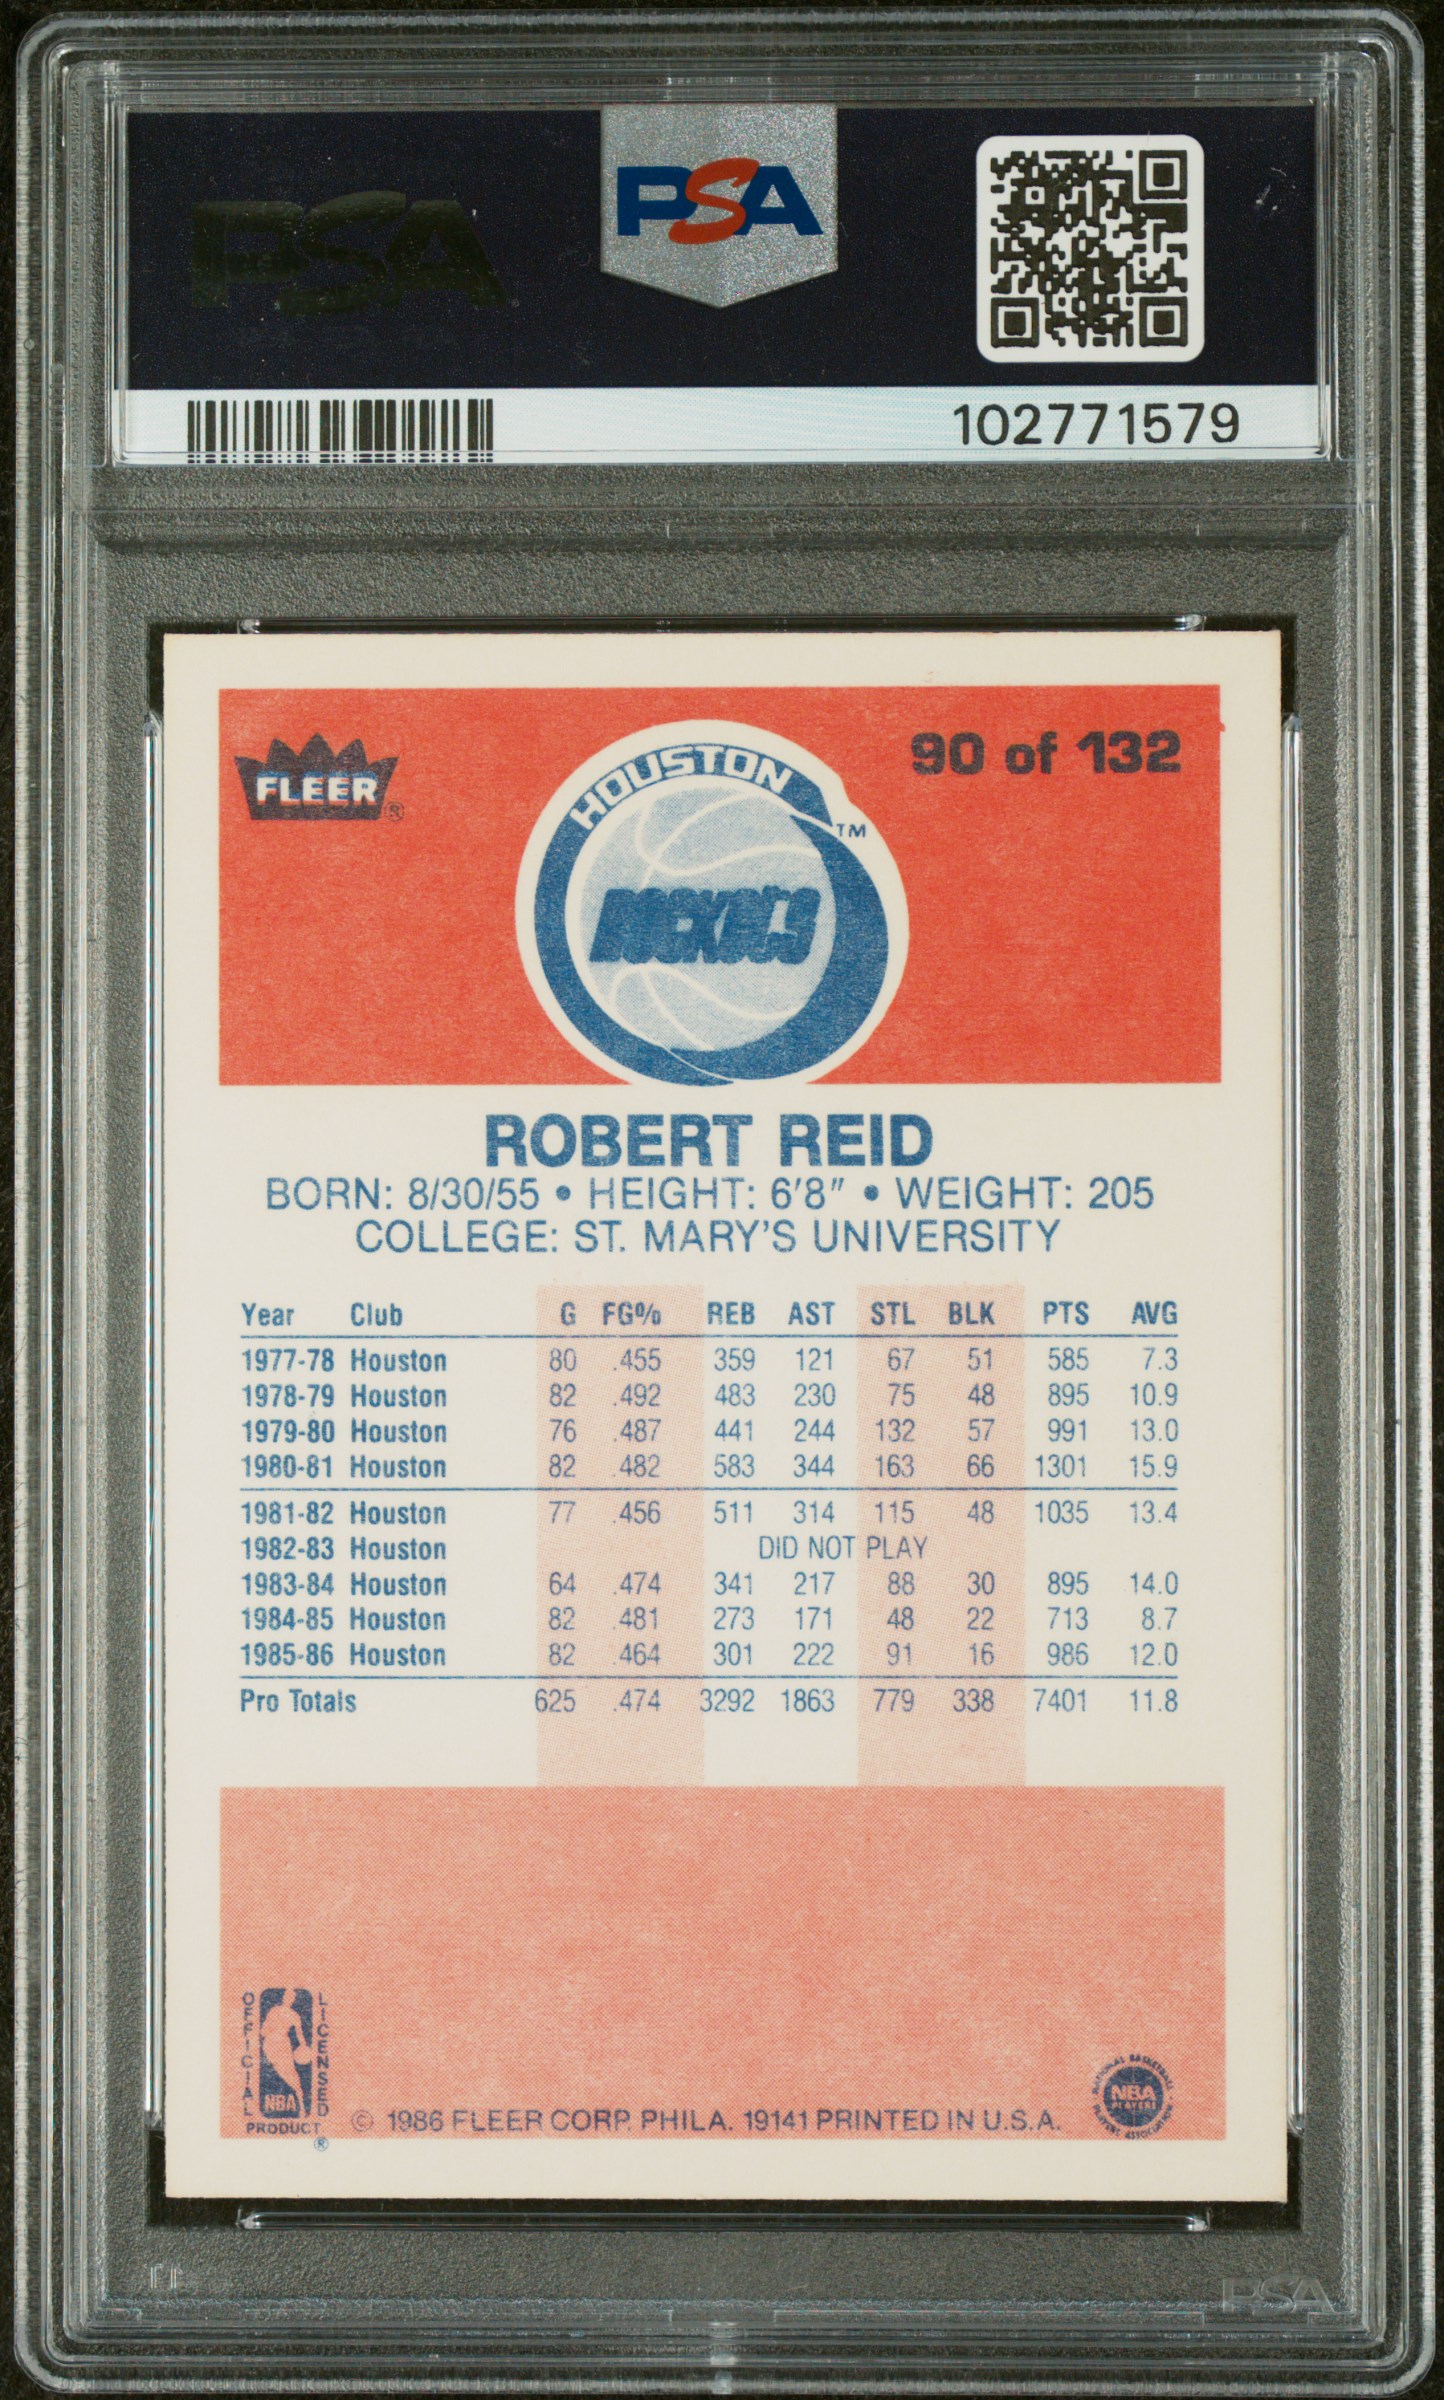 PSA
PSA
102771579
FLEER®
HOUSTON
ROCKETS
TM
90 of 132
ROBERT REID
BORN: 8/30/55 • HEIGHT: 6'8" • WEIGHT: 205
COLLEGE: ST. MARY'S UNIVERSITY
Year Club G FG% REB AST STL BLK PTS AVG
1977-78 Houston 80 .455 359 121 67 51 585 7.3
1978-79 Houston 82 .492 483 230 75 48 895 10.9
1979-80 Houston 76 .487 441 244 132 57 991 13.0
1980-81 Houston 82 .482 583 344 163 66 1301 15.9
1981-82 Houston 77 .456 511 314 115 48 1035 13.4
1982-83 Houston DID NOT PLAY
1983-84 Houston 64 .474 341 217 88 30 895 14.0
1984-85 Houston 82 .481 273 171 48 22 713 8.7
1985-86 Houston 82 .464 301 222 91 16 986 12.0
Pro Totals 625 .474 3292 1863 779 338 7401 11.8
OFFICIAL LICENSED
NBA
PRODUCT
®
© 1986 FLEER CORP. PHILA. 19141 PRINTED IN U.S.A.
NATIONAL BASKETBALL
NBA
PLAYERS
PLAYERS ASSOCIATION
PSA